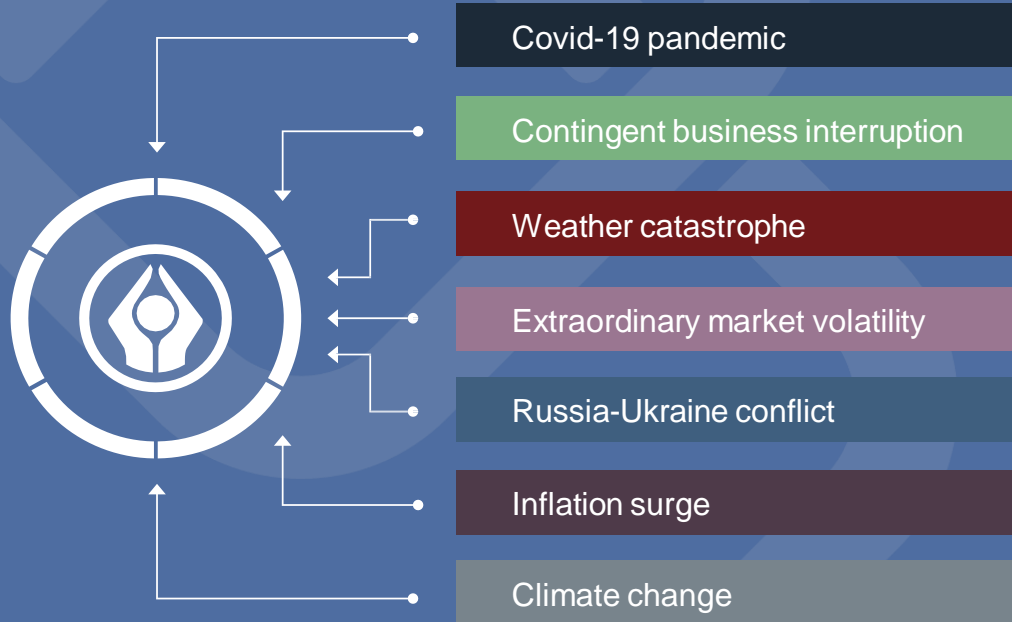 Covid-19 pandemic
Contingent business interruption
Weather catastrophe
Extraordinary market volatility
Russia-Ukraine conflict
Inflation surge
Climate change